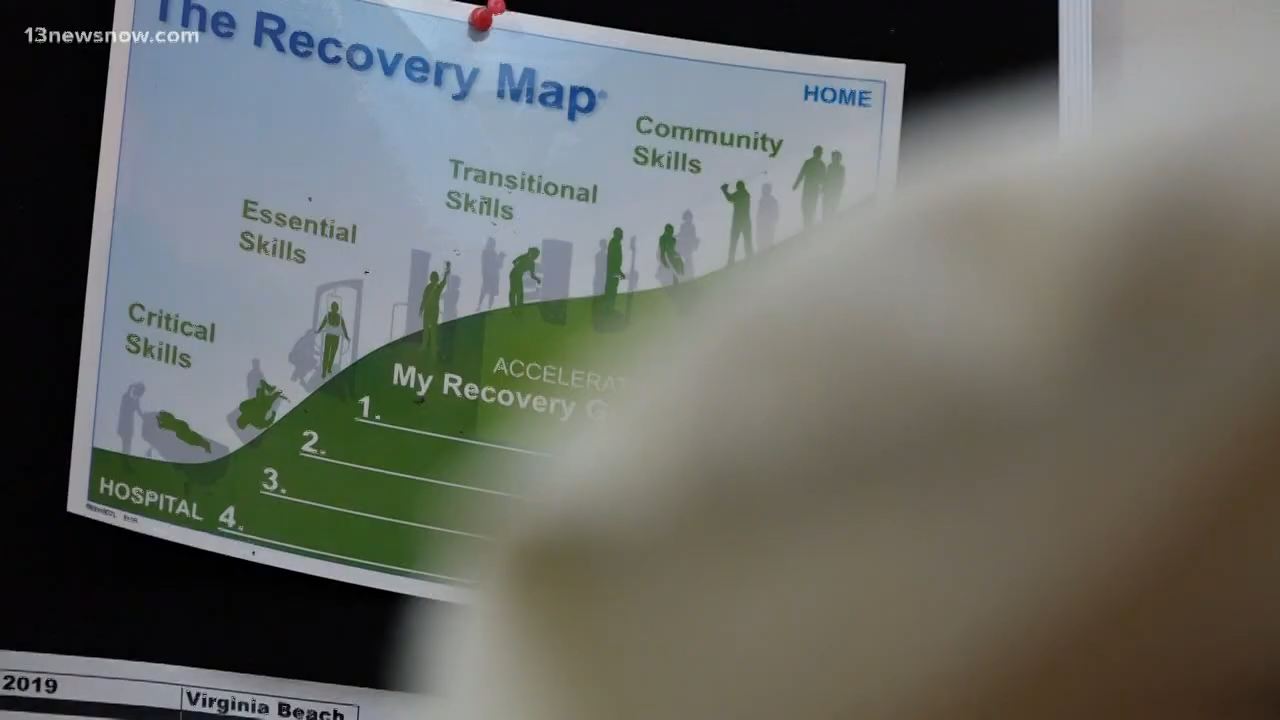 13newsnow.com
The Recovery Map
HOME
Community
Skills
Transitional
Skills
Essential
Skills
Critical
Skills
My Recovery
1.
2.
3.
4.
HOSPITAL
2019
Virginia Beach